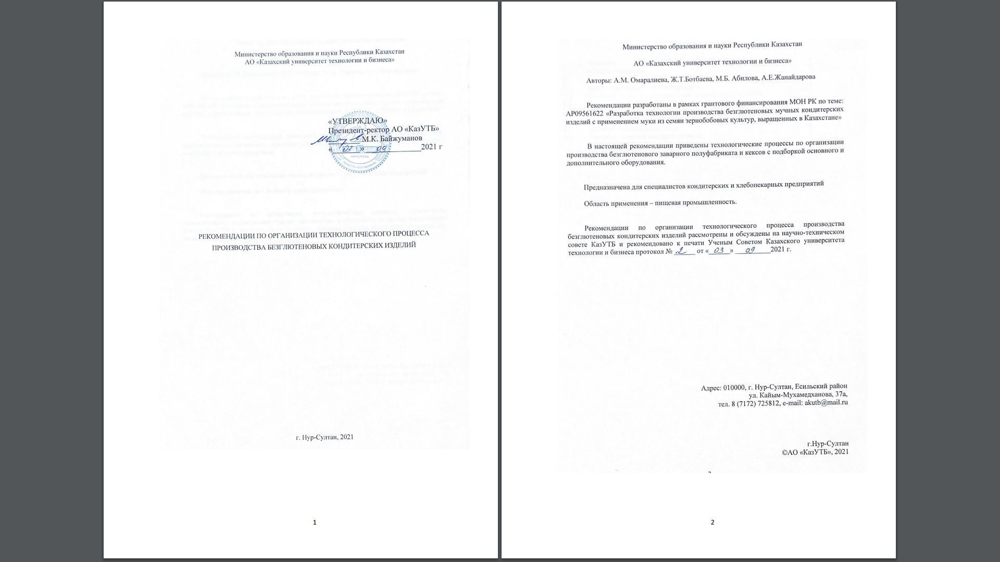 Министерство образования и науки Республики Казахстан
АО «Казахский университет технологии и бизнеса»
«УТВЕРЖДАЮ»
Президент-ректор АО «КазУТБ»
М.К. Байжуманов
«03» 09 2021 г
НУР-СУЛТАН
РЕКОМЕНДАЦИИ ПО ОРГАНИЗАЦИИ ТЕХНОЛОГИЧЕСКОГО ПРОЦЕССА
ПРОИЗВОДСТВА БЕЗГЛЮТЕНОВЫХ КОНДИТЕРСКИХ ИЗДЕЛИЙ
г. Нур-Султан, 2021
1
Министерство образования и науки Республики Казахстан
АО «Казахский университет технологии и бизнеса»
Авторы: А.М. Омаралиева, Ж.Т.Ботбаева, М.Б. Абилова, А.Е.Жанайдарова
Рекомендации разработаны в рамках грантового финансирования МОН РК по теме:
АР09561622 «Разработка технологии производства безглютеновых мучных кондитерских
изделий с применением муки из семян зернобобовых культур, выращенных в Казахстане»
В настоящей рекомендации приведены технологические процессы по организации
производства безглютенового заварного полуфабриката и кексов с подборкой основного и
дополнительного оборудования.
Предназначена для специалистов кондитерских и хлебопекарных предприятий
Область применения – пищевая промышленность.
Рекомендации по организации технологического процесса производства
безглютеновых кондитерских изделий рассмотрены и обсуждены на научно-техническом
совете КазУТБ и рекомендовано к печати Ученым Советом Казахского университета
технологии и бизнеса протокол № 2 от «03» 09 2021 г.
Адрес: 010000, г. Нур-Султан, Есильский район
ул. Кайым-Мухамедханова, 37а,
тел. 8 (7172) 725812, e-mail: akutb@mail.ru
г.Нур-Султан
©АО «КазУТБ», 2021
2